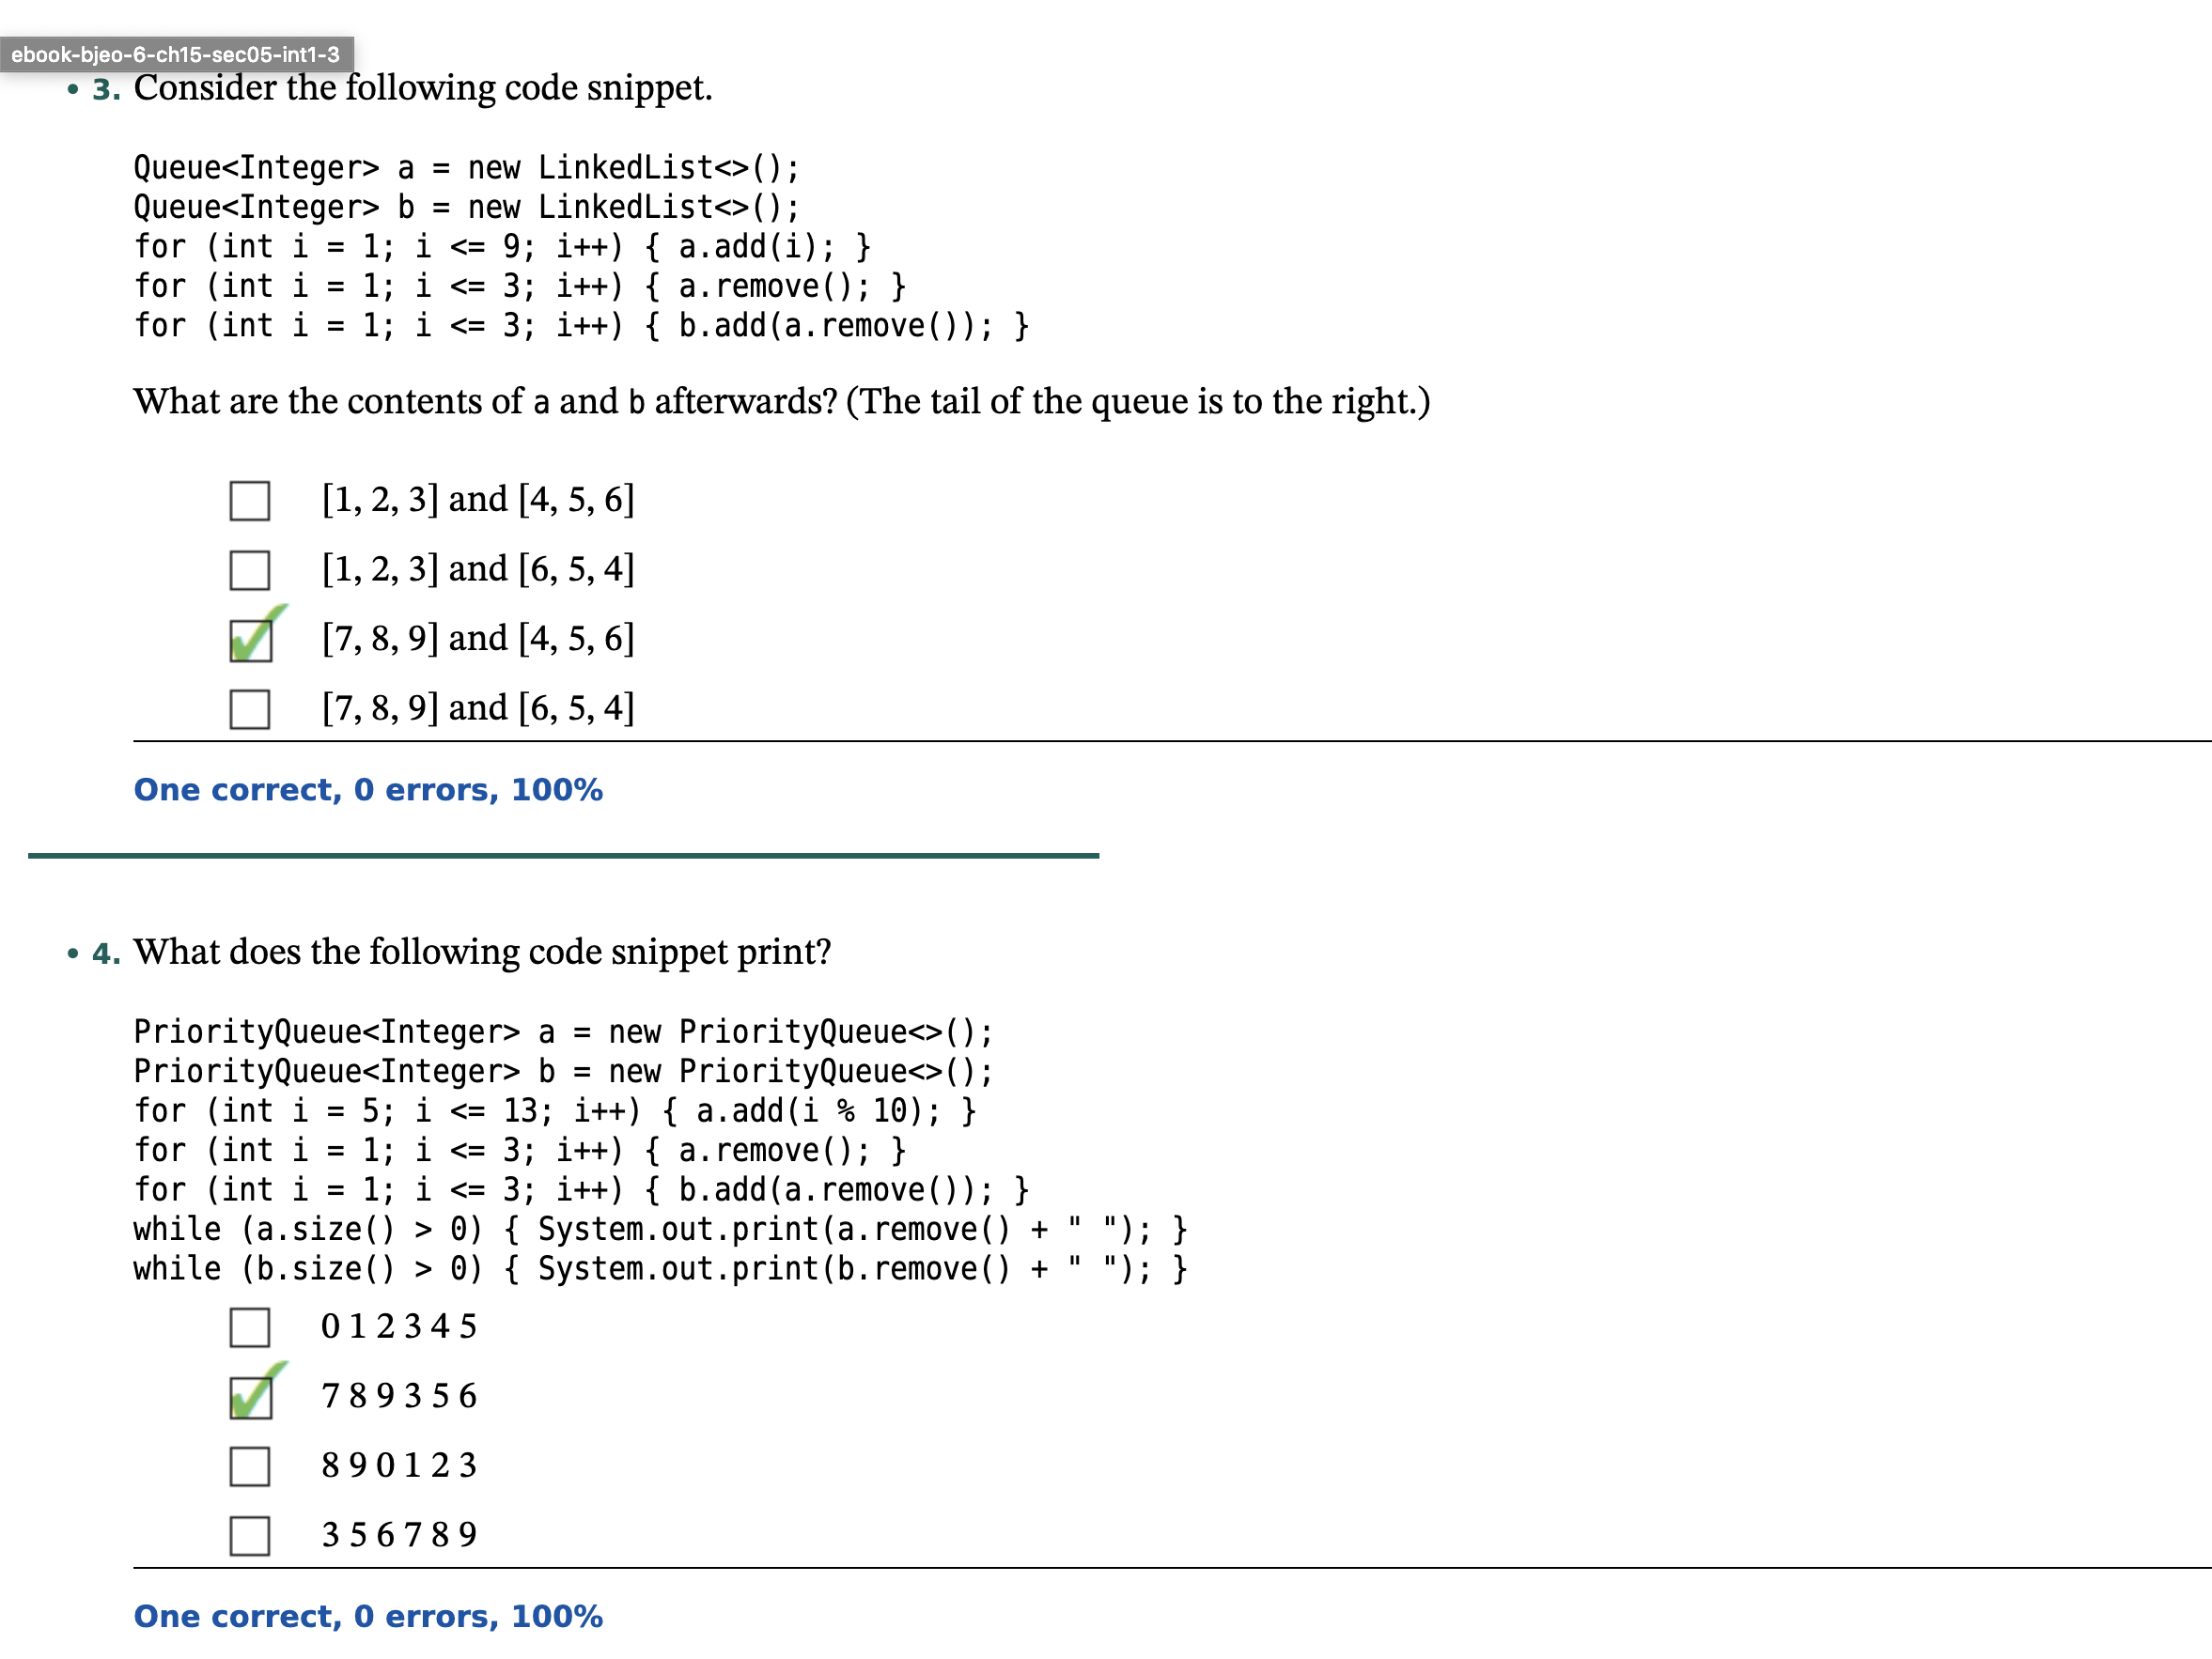 ebook-bjeo-6-ch15-sec05-int1-3
• 3. Consider the following code snippet.
Queue<Integer> a = new LinkedList<>();
Queue<Integer> b = new LinkedList<>();
for (int i = 1; i <= 9; i++) { a.add(i); }
for (int i = 1; i <= 3; i++) { a.remove(); }
for (int i = 1; i <= 3; i++) { b.add(a.remove()); }
What are the contents of a and b afterwards? (The tail of the queue is to the right.)
[1, 2, 3] and [4, 5, 6]
[1, 2, 3] and [6, 5, 4]
[7, 8, 9] and [4, 5, 6]
[7, 8, 9] and [6, 5, 4]
One correct, 0 errors, 100%
• 4. What does the following code snippet print?
PriorityQueue<Integer> a = new PriorityQueue<>();
PriorityQueue<Integer> b = new PriorityQueue<>();
for (int i = 5; i <= 13; i++) { a.add(i % 10); }
for (int i = 1; i <= 3; i++) { a.remove(); }
for (int i = 1; i <= 3; i++) { b.add(a.remove()); }
while (a.size() > 0) { System.out.print(a.remove() + " "); }
while (b.size() > 0) { System.out.print(b.remove() + " "); }
0 1 2 3 4 5
7 8 9 3 5 6
8 9 0 1 2 3
3 5 6 7 8 9
One correct, 0 errors, 100%